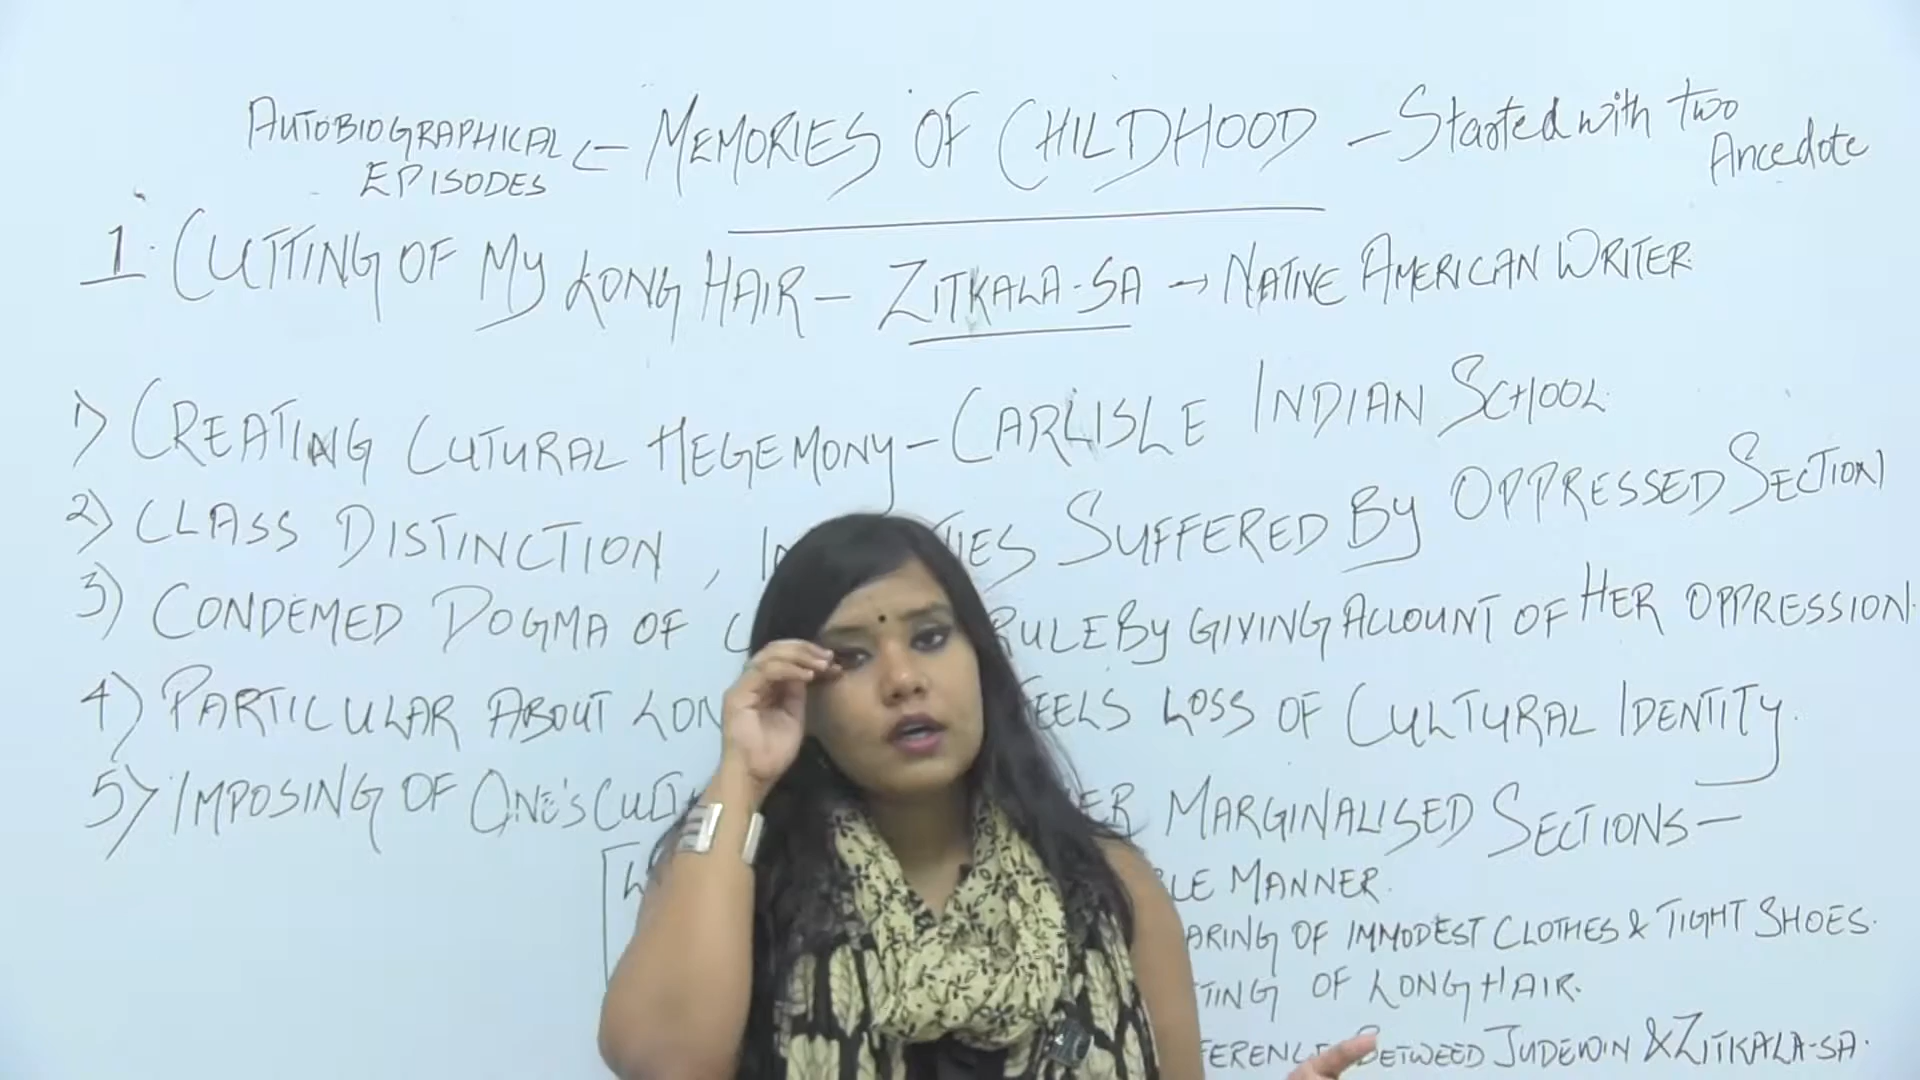 AUTOBIOGRAPHICAL EPISODES <- MEMORIES OF CHILDHOOD - Started with two Ancedote
1. CUTTING OF MY LONG HAIR - ZITKALA-SA -> NATIVE AMERICAN WRITER
1) CREATING CUTURAL HEGEMONY - CARLISLE INDIAN SCHOOL
2) CLASS DISTINCTION, SUFFERED BY OPPRESSED SECTION
3) CONDEMED DOGMA OF RULE BY GIVING ACCOUNT OF HER OPPRESSION.
4) PARTICULAR ABOUT LOSS OF CULTURAL IDENTITY.
5) IMPOSING OF ONE'S MARGINALISED SECTIONS -
MANNER.
OF IMMODEST CLOTHES & TIGHT SHOES.
OF LONG HAIR.
BETWEED JUDEWIN & ZITKALA-SA.